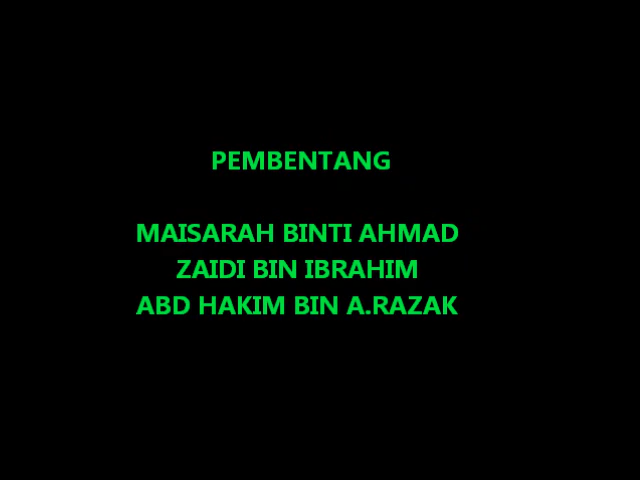 PEMBENTANG
MAISARAH BINTI AHMAD
ZAIDI BIN IBRAHIM
ABD HAKIM BIN A.RAZAK